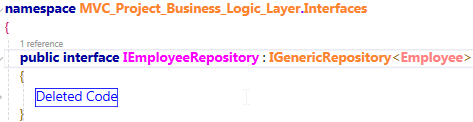 namespace MVC_Project_Business_Logic_Layer.Interfaces
{
1 reference
public interface IEmployeeRepository : IGenericRepository<Employee>
{
Deleted Code
}